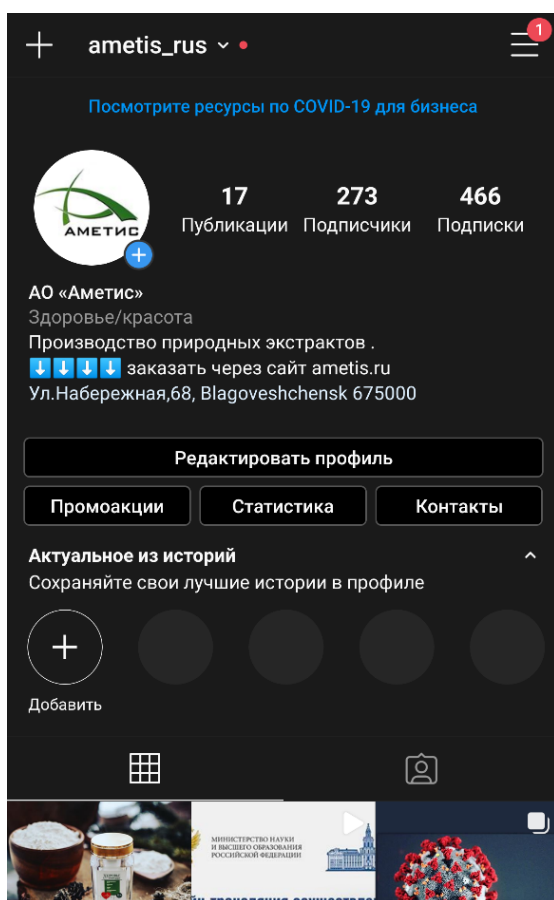 1
ametis_rus
Посмотрите ресурсы по COVID-19 для бизнеса
АМЕТИС
17 273 466
Публикации Подписчики Подписки
АО «Аметис»
Здоровье/красота
Производство природных экстрактов .
⬇️⬇️⬇️⬇️ заказать через сайт ametis.ru
Ул.Набережная,68, Blagoveshchensk 675000
Редактировать профиль
Промоакции Статистика Контакты
Актуальное из историй
Сохраняйте свои лучшие истории в профиле
Добавить
МИНИСТЕРСТВО НАУКИ
И ВЫСШЕГО ОБРАЗОВАНИЯ
РОССИЙСКОЙ ФЕДЕРАЦИИ